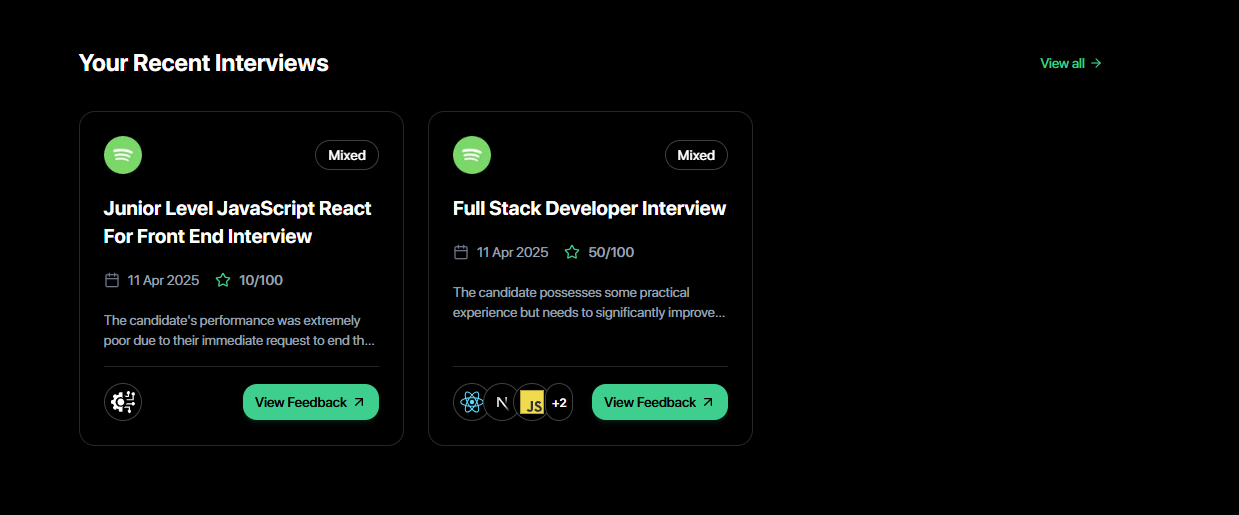 Your Recent Interviews
View all
Mixed
Junior Level JavaScript React
For Front End Interview
11 Apr 2025 10/100
The candidate's performance was extremely
poor due to their immediate request to end th...
View Feedback
Mixed
Full Stack Developer Interview
11 Apr 2025 50/100
The candidate possesses some practical
experience but needs to significantly improve...
N JS +2
View Feedback